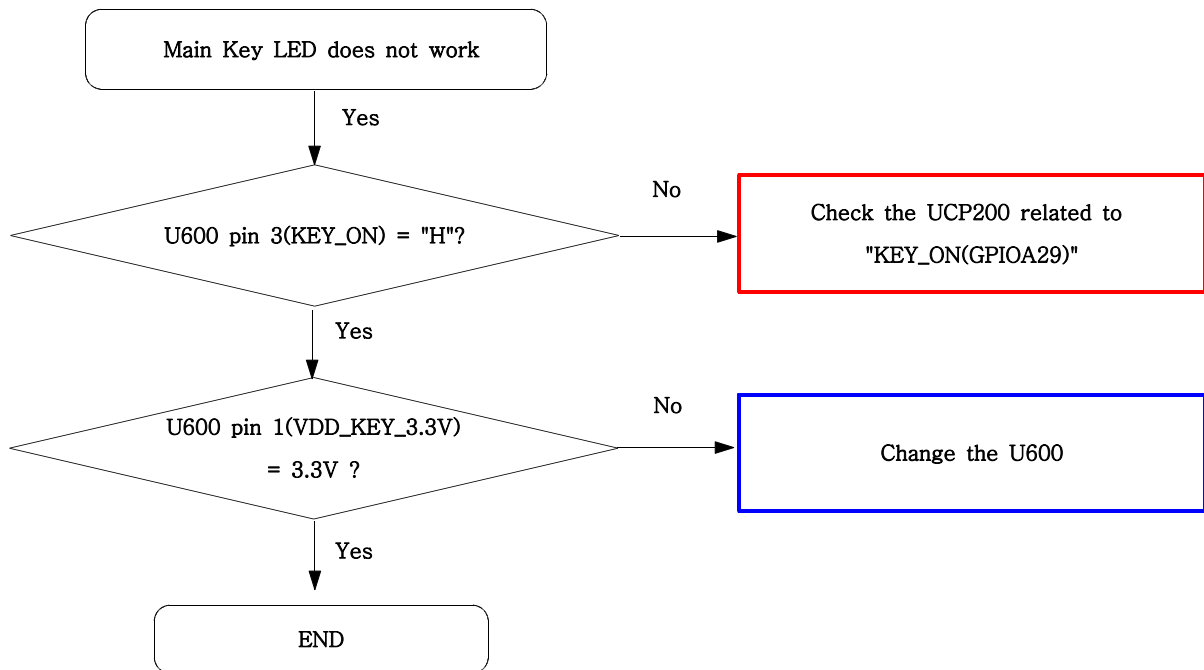 Main Key LED does not work
Yes
No
U600 pin 3(KEY_ON) = "H"?
Check the UCP200 related to
"KEY_ON(GPIOA29)"
Yes
No
U600 pin 1(VDD_KEY_3.3V)
= 3.3V ?
Change the U600
Yes
END